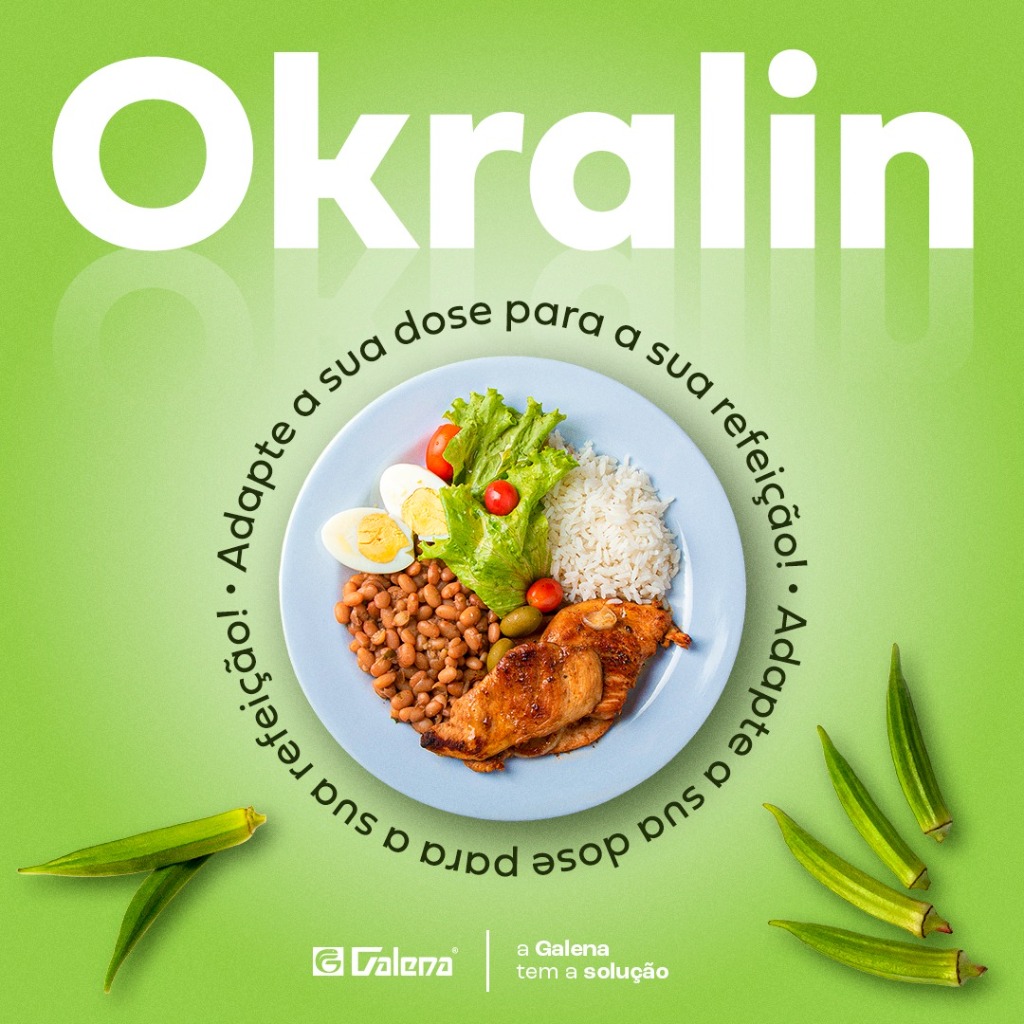 Okralin
• Adapte a sua dose para a sua refeição! • Adapte a sua dose para a sua refeição!
Galena®
a Galena
tem a solução